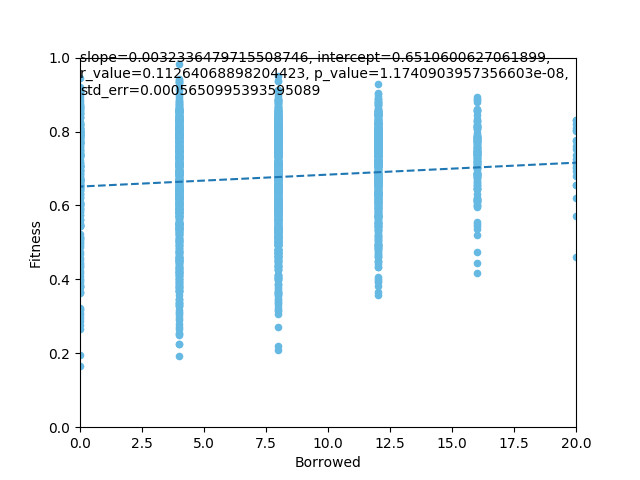 slope=0.0032336479715508746, intercept=0.6510600627061899,
r_value=0.11264068898204423, p_value=1.1740903957356603e-08,
std_err=0.0005650995393595089
1.0
0.8
0.6
0.4
0.2
0.0
Fitness
0.0 2.5 5.0 7.5 10.0 12.5 15.0 17.5 20.0
Borrowed